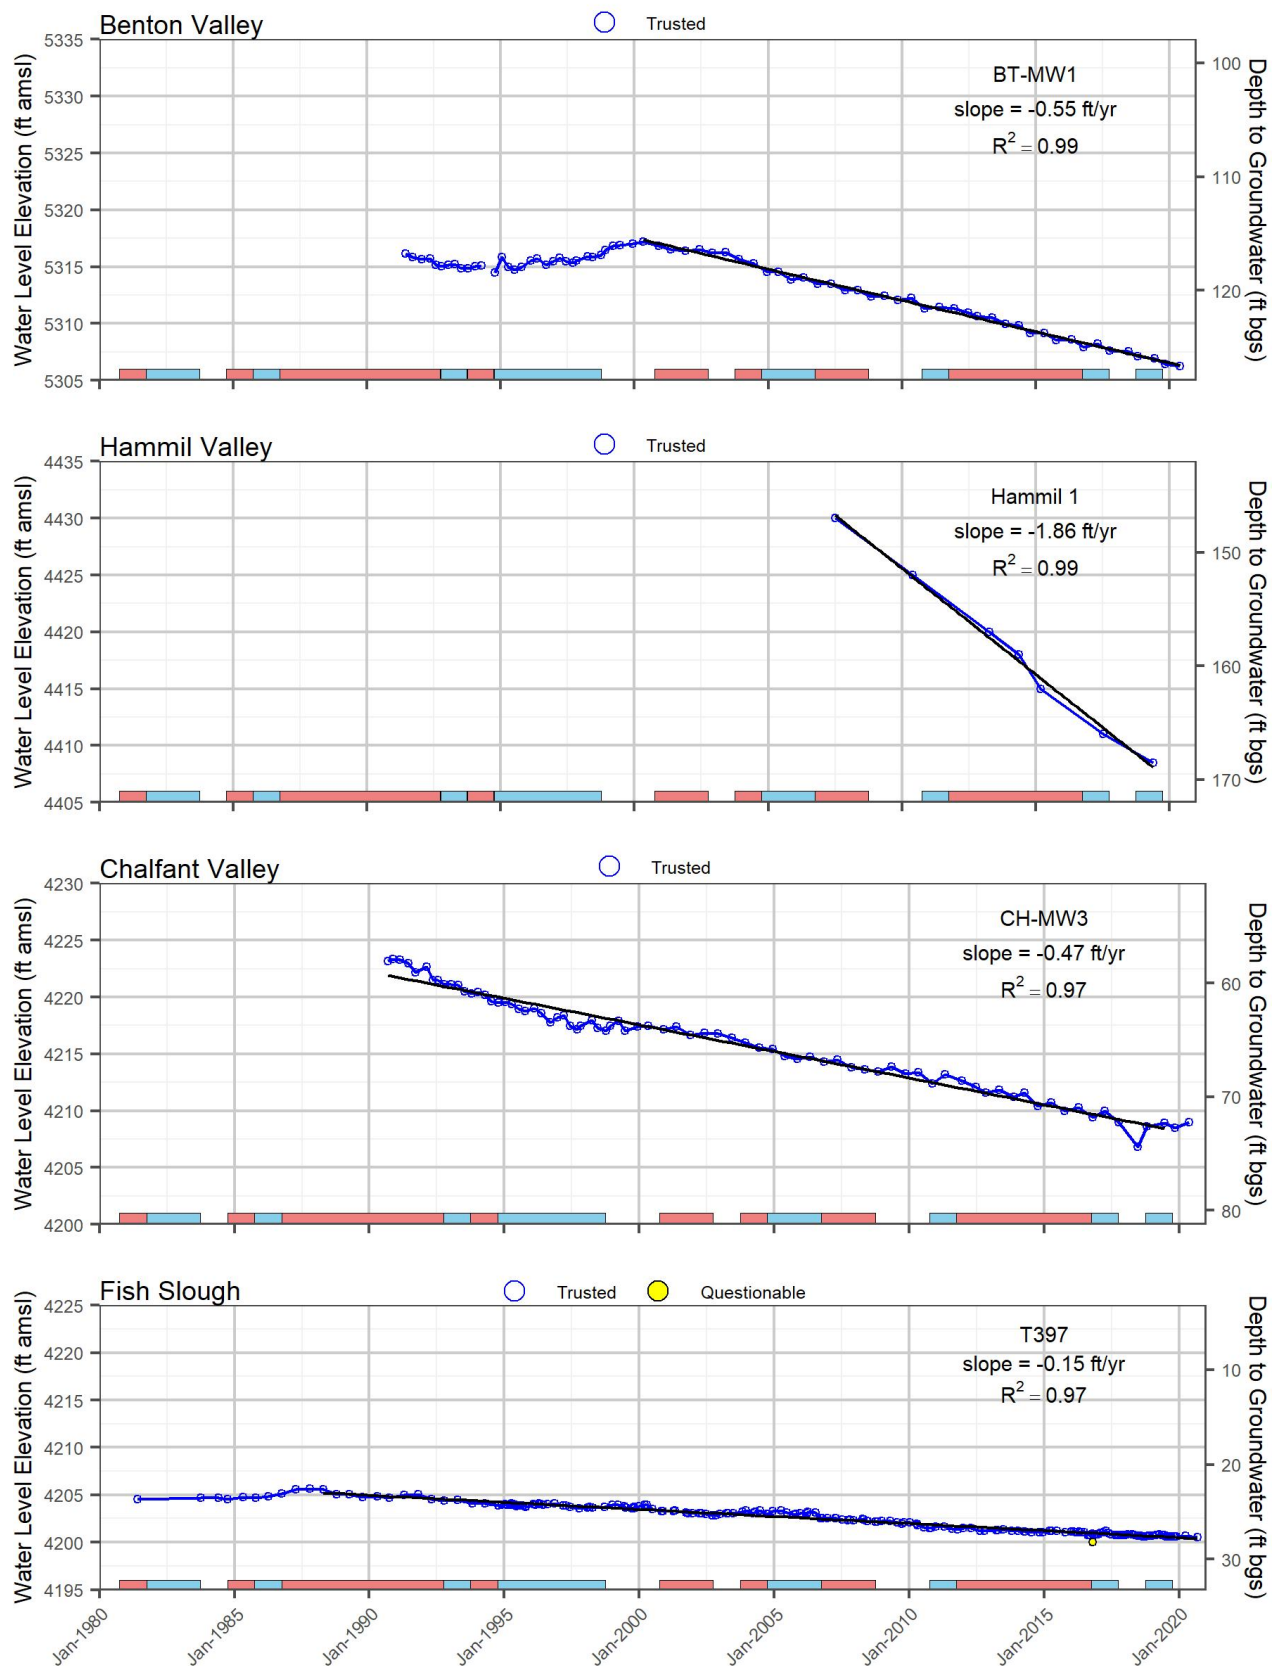 Benton Valley
Trusted
Water Level Elevation (ft amsl)
5335
5330
5325
5320
5315
5310
5305
BT-MW1
slope = -0.55 ft/yr
R² = 0.99
100
110
120
Depth to Groundwater (ft bgs)
Hammil Valley
Trusted
Water Level Elevation (ft amsl)
4435
4430
4425
4420
4415
4410
4405
Hammil 1
slope = -1.86 ft/yr
R² = 0.99
150
160
170
Depth to Groundwater (ft bgs)
Chalfant Valley
Trusted
Water Level Elevation (ft amsl)
4230
4225
4220
4215
4210
4205
4200
CH-MW3
slope = -0.47 ft/yr
R² = 0.97
60
70
80
Depth to Groundwater (ft bgs)
Fish Slough
Trusted
Questionable
Water Level Elevation (ft amsl)
4225
4220
4215
4210
4205
4200
4195
T397
slope = -0.15 ft/yr
R² = 0.97
10
20
30
Depth to Groundwater (ft bgs)
Jan-1980
Jan-1985
Jan-1990
Jan-1995
Jan-2000
Jan-2005
Jan-2010
Jan-2015
Jan-2020